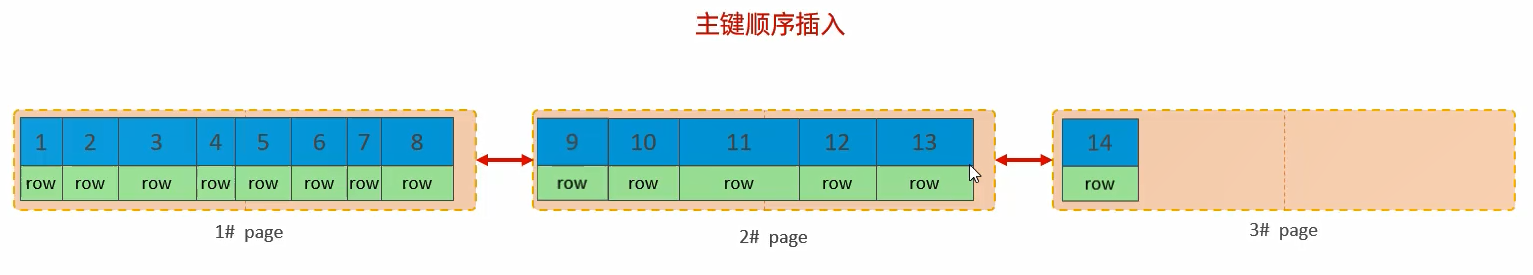 主键顺序插入
1 2 3 4 5 6 7 8
row row row row row row row row
1# page
9 10 11 12 13
row row row row row
2# page
14
row
3# page